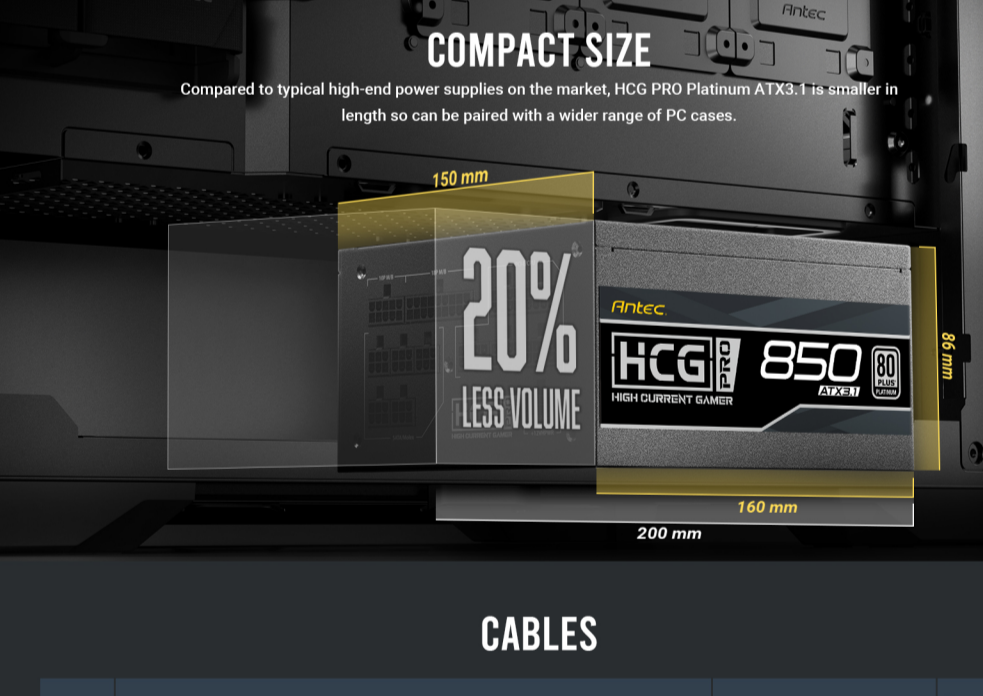 Antec
COMPACT SIZE
Compared to typical high-end power supplies on the market, HCG PRO Platinum ATX3.1 is smaller in
length so can be paired with a wider range of PC cases.
150 mm
20%
LESS VOLUME
Antec
HCG PRO 850
ATX3.1
80
PLUS
PLATINUM
HIGH CURRENT GAMER
86 mm
160 mm
200 mm
CABLES